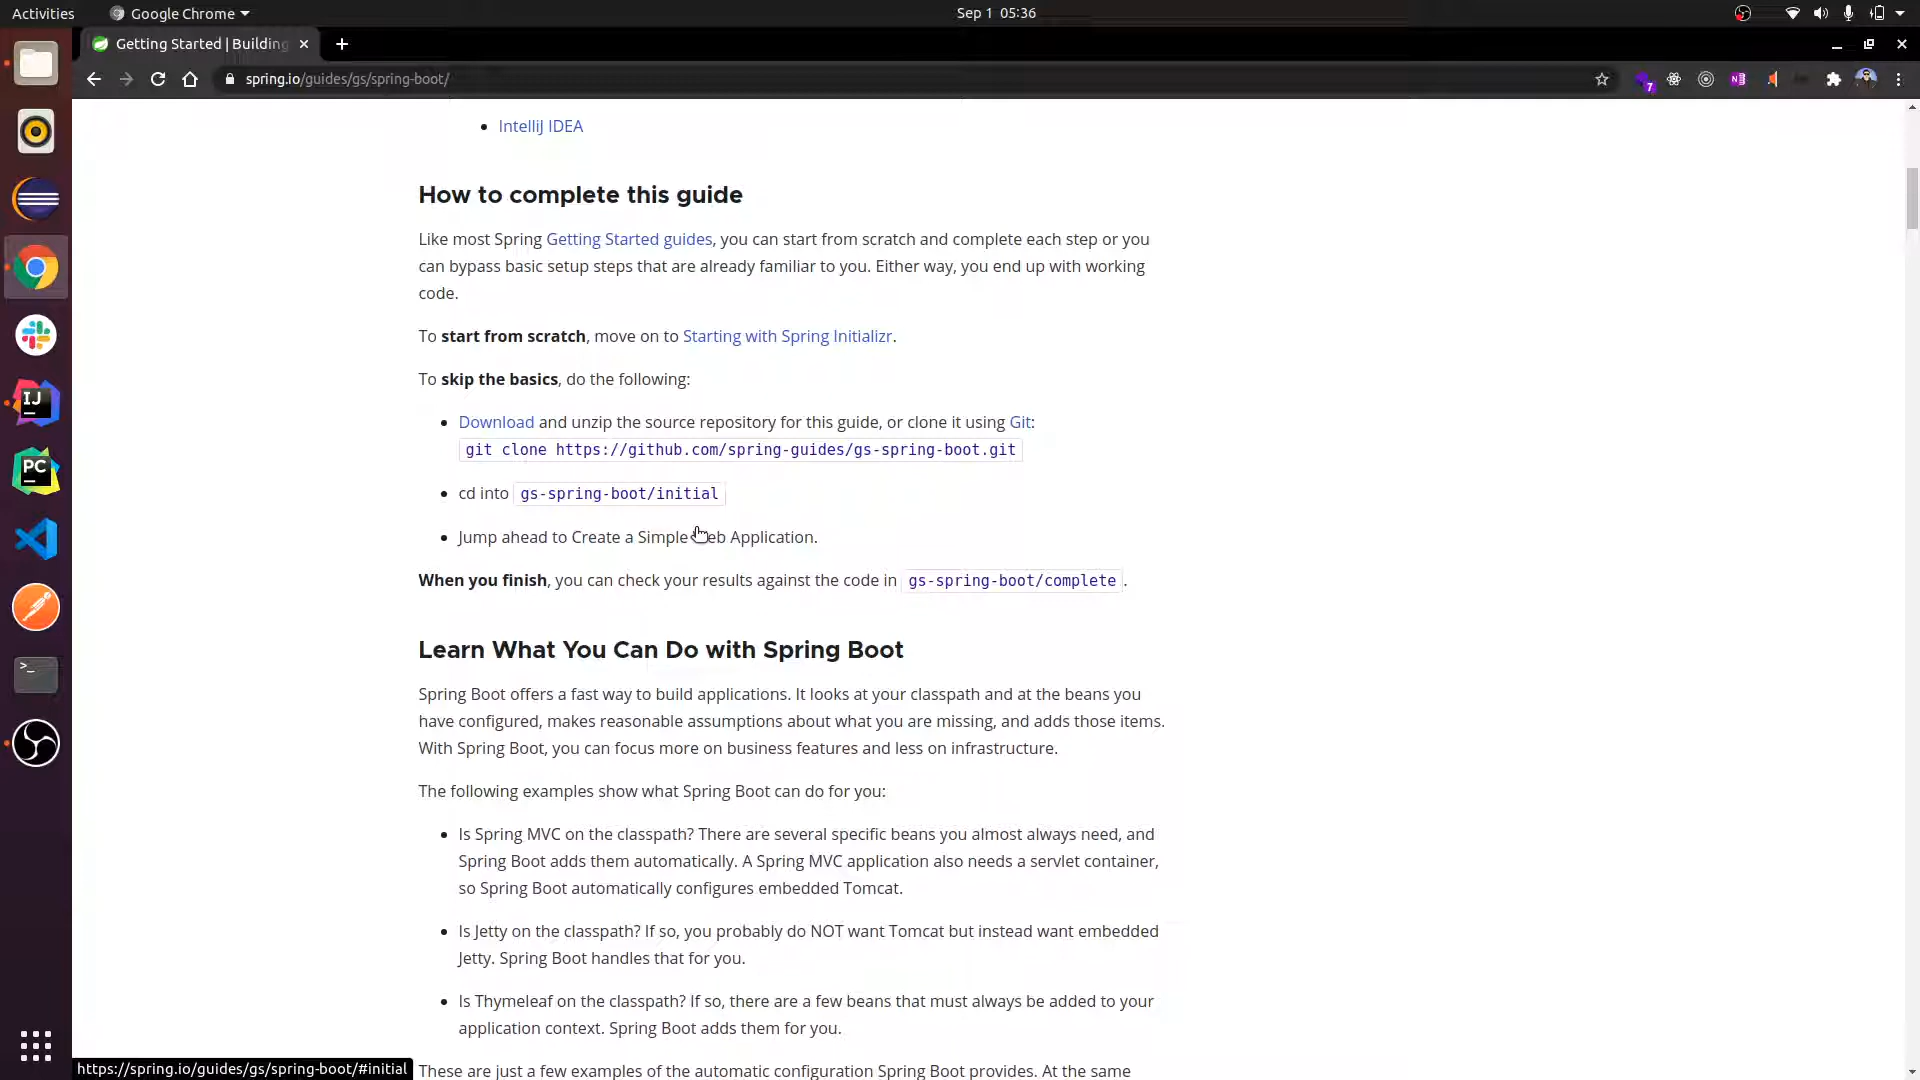 Activities
Google Chrome
Sep 1 05:36
Getting Started | Building
spring.io/guides/gs/spring-boot/
7
N
IntelliJ IDEA
How to complete this guide
Like most Spring Getting Started guides, you can start from scratch and complete each step or you
can bypass basic setup steps that are already familiar to you. Either way, you end up with working
code.
To start from scratch, move on to Starting with Spring Initializr.
To skip the basics, do the following:
Download and unzip the source repository for this guide, or clone it using Git:
git clone https://github.com/spring-guides/gs-spring-boot.git
cd into gs-spring-boot/initial
Jump ahead to Create a Simple Web Application.
When you finish, you can check your results against the code in gs-spring-boot/complete.
Learn What You Can Do with Spring Boot
Spring Boot offers a fast way to build applications. It looks at your classpath and at the beans you
have configured, makes reasonable assumptions about what you are missing, and adds those items.
With Spring Boot, you can focus more on business features and less on infrastructure.
The following examples show what Spring Boot can do for you:
Is Spring MVC on the classpath? There are several specific beans you almost always need, and
Spring Boot adds them automatically. A Spring MVC application also needs a servlet container,
so Spring Boot automatically configures embedded Tomcat.
Is Jetty on the classpath? If so, you probably do NOT want Tomcat but instead want embedded
Jetty. Spring Boot handles that for you.
Is Thymeleaf on the classpath? If so, there are a few beans that must always be added to your
application context. Spring Boot adds them for you.
These are just a few examples of the automatic configuration Spring Boot provides. At the same
IJ
PC
>_
https://spring.io/guides/gs/spring-boot/#initial